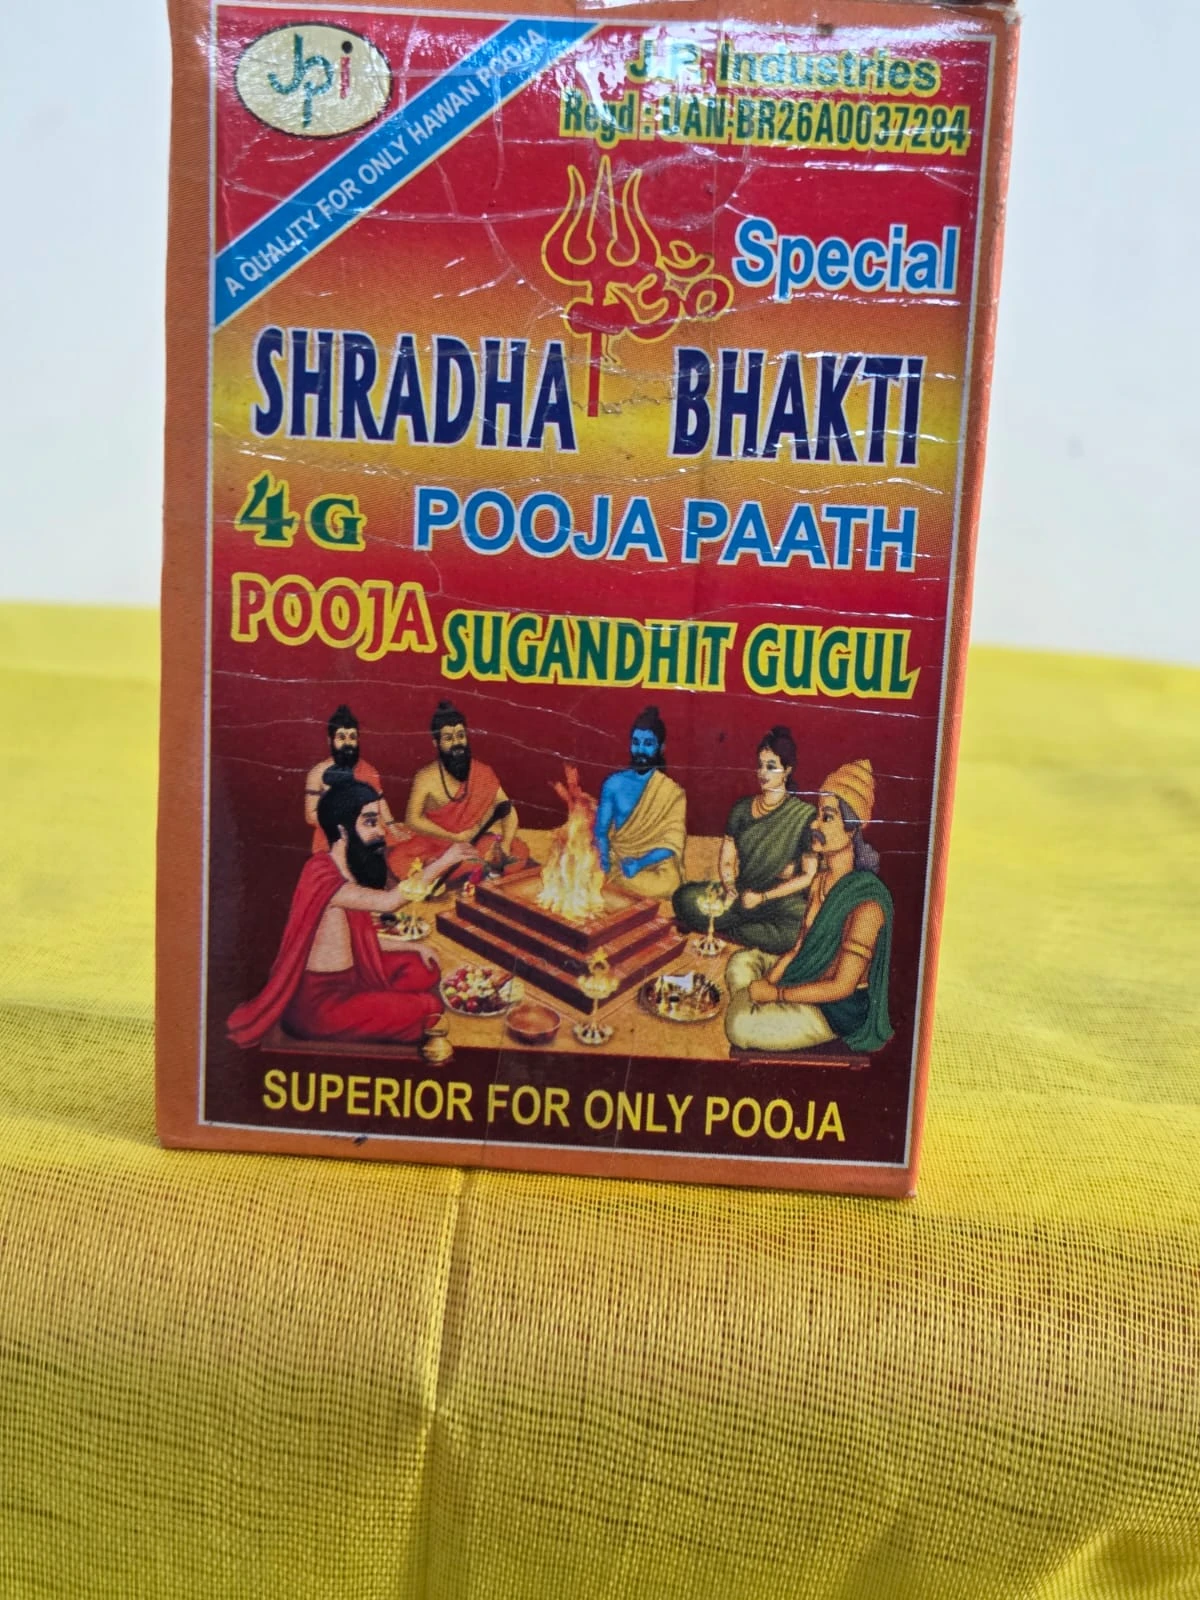 Jpi
A QUALITY FOR ONLY HAWAN POOJA
J.P. Industries
Regd : UAN-BR26A0037284
ॐ Special
SHRADHA BHAKTI
4G POOJA PAATH
POOJA SUGANDHIT GUGUL
SUPERIOR FOR ONLY POOJA